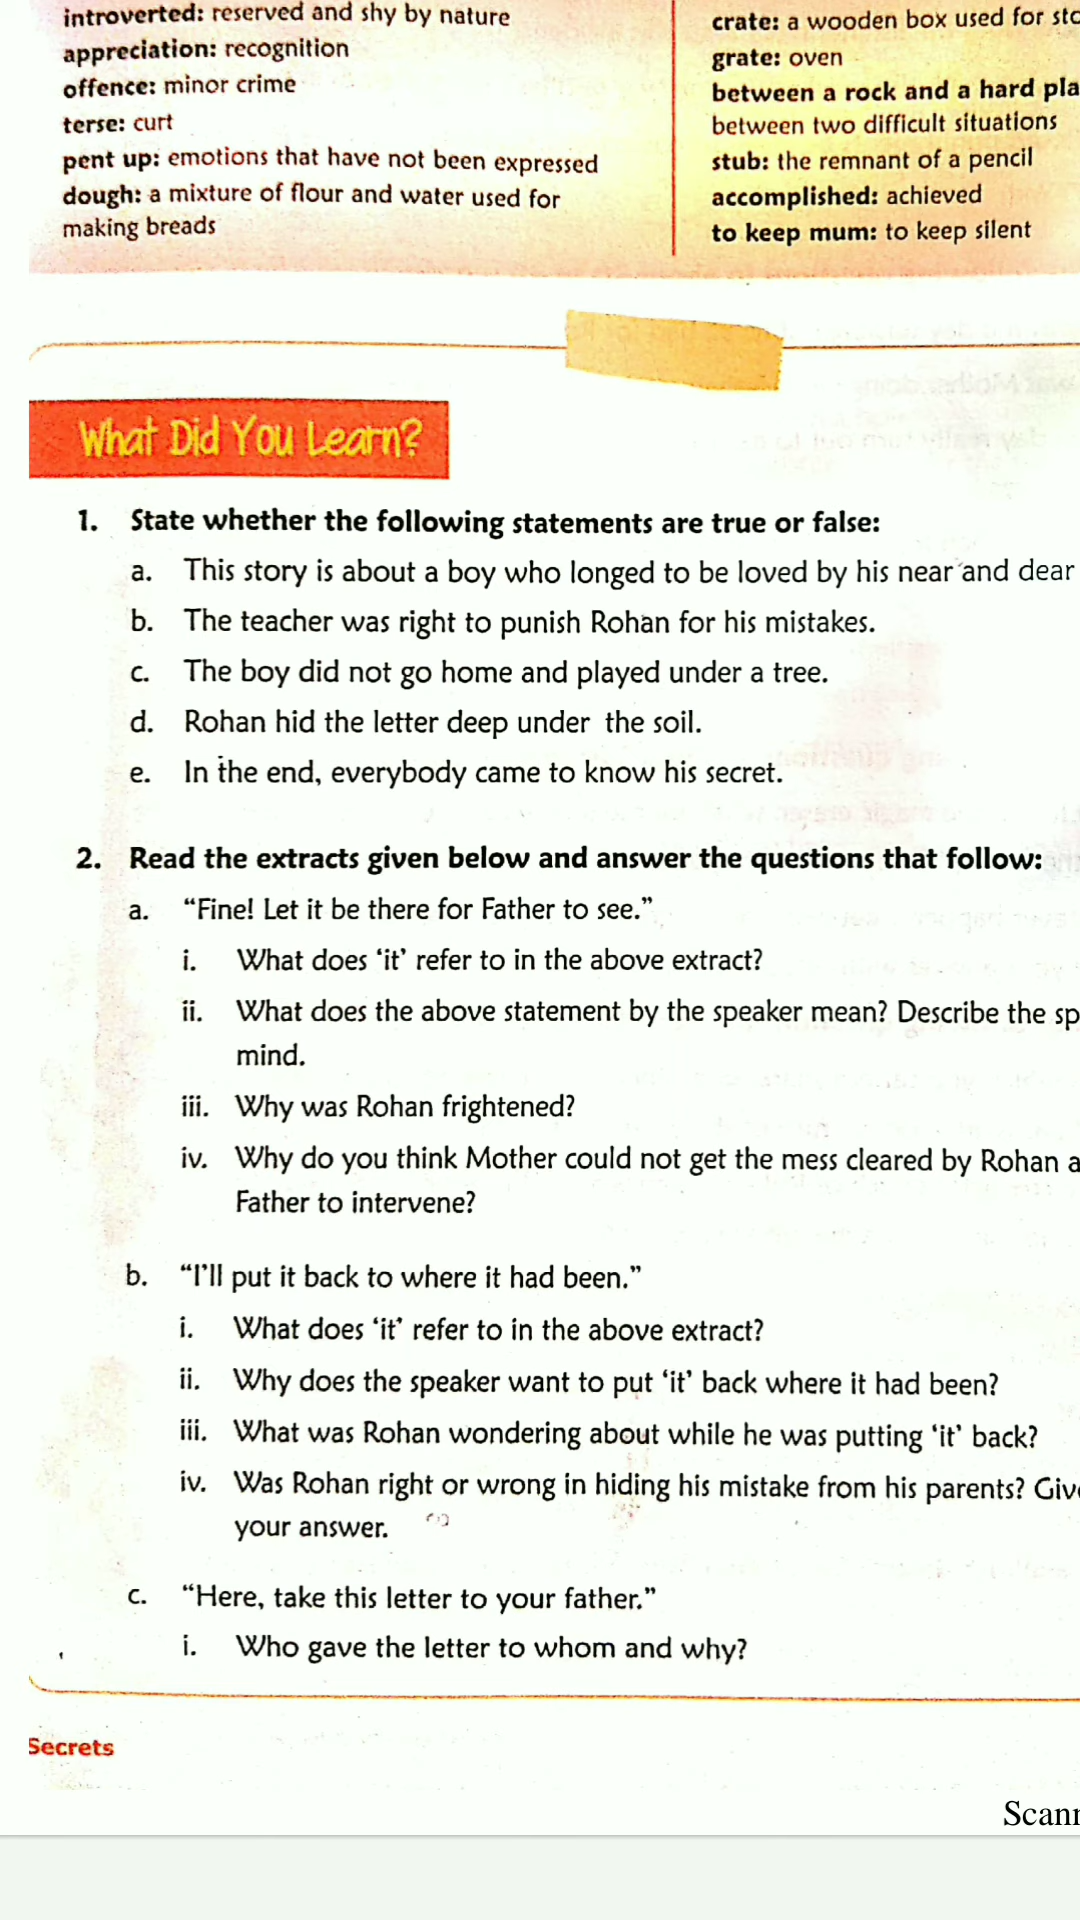 introverted: reserved and shy by nature
appreciation: recognition
offence: minor crime
terse: curt
pent up: emotions that have not been expressed
dough: a mixture of flour and water used for
making breads
crate: a wooden box used for
grate: oven
between a rock and a hard
between two difficult situations
stub: the remnant of a pencil
accomplished: achieved
to keep mum: to keep silent
What Did You Learn?
1. State whether the following statements are true or false:
a. This story is about a boy who longed to be loved by his near and dear
b. The teacher was right to punish Rohan for his mistakes.
c. The boy did not go home and played under a tree.
d. Rohan hid the letter deep under the soil.
e. In the end, everybody came to know his secret.
2. Read the extracts given below and answer the questions that follow:
a. “Fine! Let it be there for Father to see.”
i. What does ‘it’ refer to in the above extract?
ii. What does the above statement by the speaker mean? Describe the
mind.
iii. Why was Rohan frightened?
iv. Why do you think Mother could not get the mess cleared by Rohan
Father to intervene?
b. “I’ll put it back to where it had been.”
i. What does ‘it’ refer to in the above extract?
ii. Why does the speaker want to put ‘it’ back where it had been?
iii. What was Rohan wondering about while he was putting ‘it’ back?
iv. Was Rohan right or wrong in hiding his mistake from his parents?
your answer.
c. “Here, take this letter to your father.”
i. Who gave the letter to whom and why?
Secrets